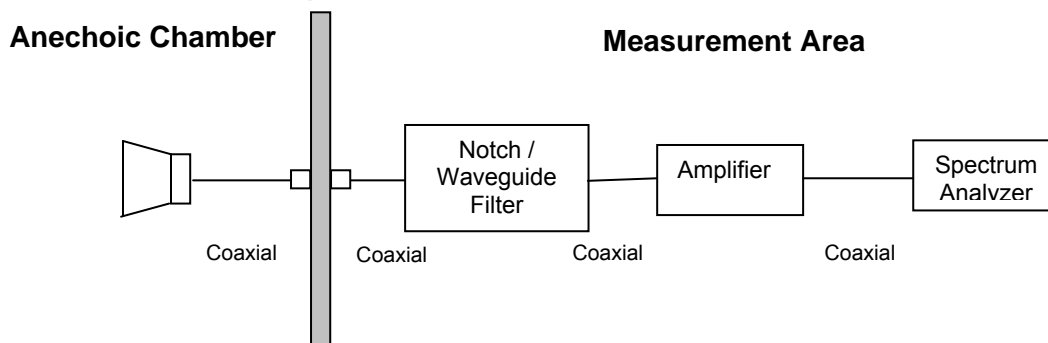 Anechoic Chamber
Measurement Area
Notch /
Waveguide
Filter
Amplifier
Spectrum
Analyzer
Coaxial
Coaxial
Coaxial
Coaxial